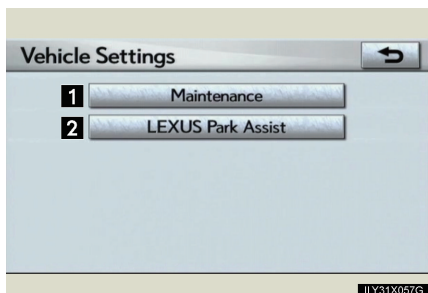 Vehicle Settings
1 Maintenance
2 LEXUS Park Assist
ILY31X057G